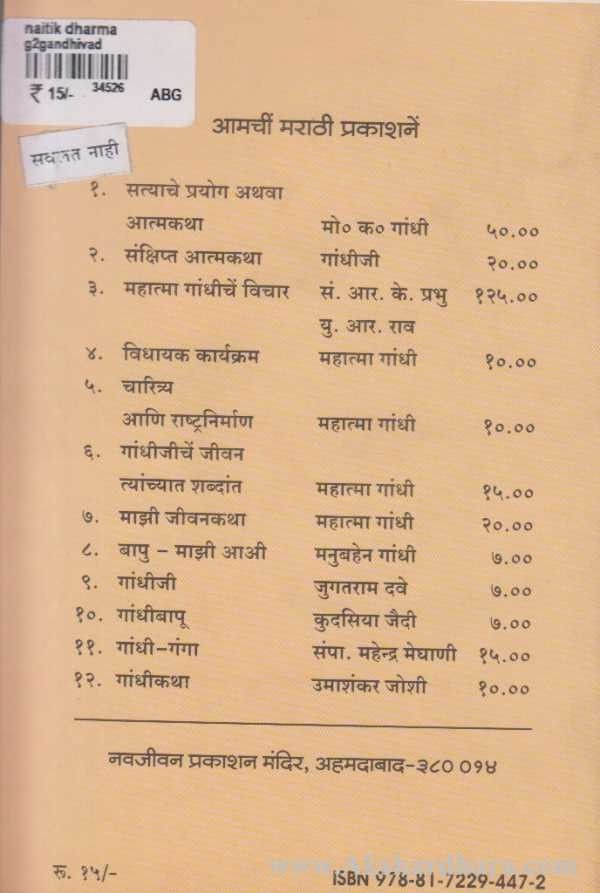 naitik dharma
g2gandhivad
₹ 15/- 34526 ABG
सवलत नाही
आमचीं मराठी प्रकाशनें
१. सत्याचे प्रयोग अथवा
आत्मकथा मो० क० गांधी ५०.००
२. संक्षिप्त आत्मकथा गांधीजी २०.००
३. महात्मा गांधीचें विचार सं. आर. के. प्रभु १२५.००
यु. आर. राव
४. विधायक कार्यक्रम महात्मा गांधी १०.००
५. चारित्र्य
आणि राष्ट्रनिर्माण महात्मा गांधी १०.००
६. गांधीजीचें जीवन
त्यांच्यात शब्दांत महात्मा गांधी १५.००
७. माझी जीवनकथा महात्मा गांधी २०.००
८. बापु – माझी आअी मनुबहेन गांधी ७.००
९. गांधीजी जुगतराम दवे ७.००
१०. गांधीबापू कुदसिया जैदी ७.००
११. गांधी-गंगा संपा. महेन्द्र मेघाणी १५.००
१२. गांधीकथा उमाशंकर जोशी १०.००
नवजीवन प्रकाशन मंदिर, अहमदाबाद-३८० ०१४
रू. १५/-
ISBN 978-81-7229-447-2